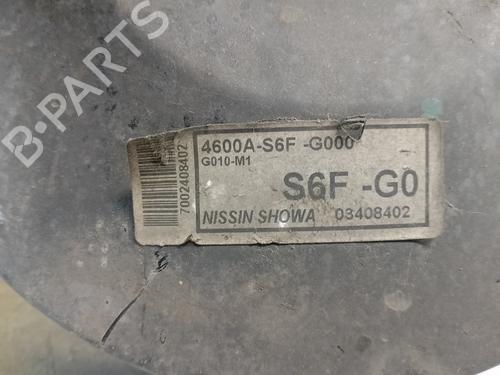 B-PARTS
7002408402
4600A-S6F -G000
G010-M1
S6F -G0
NISSIN SHOWA 03408402